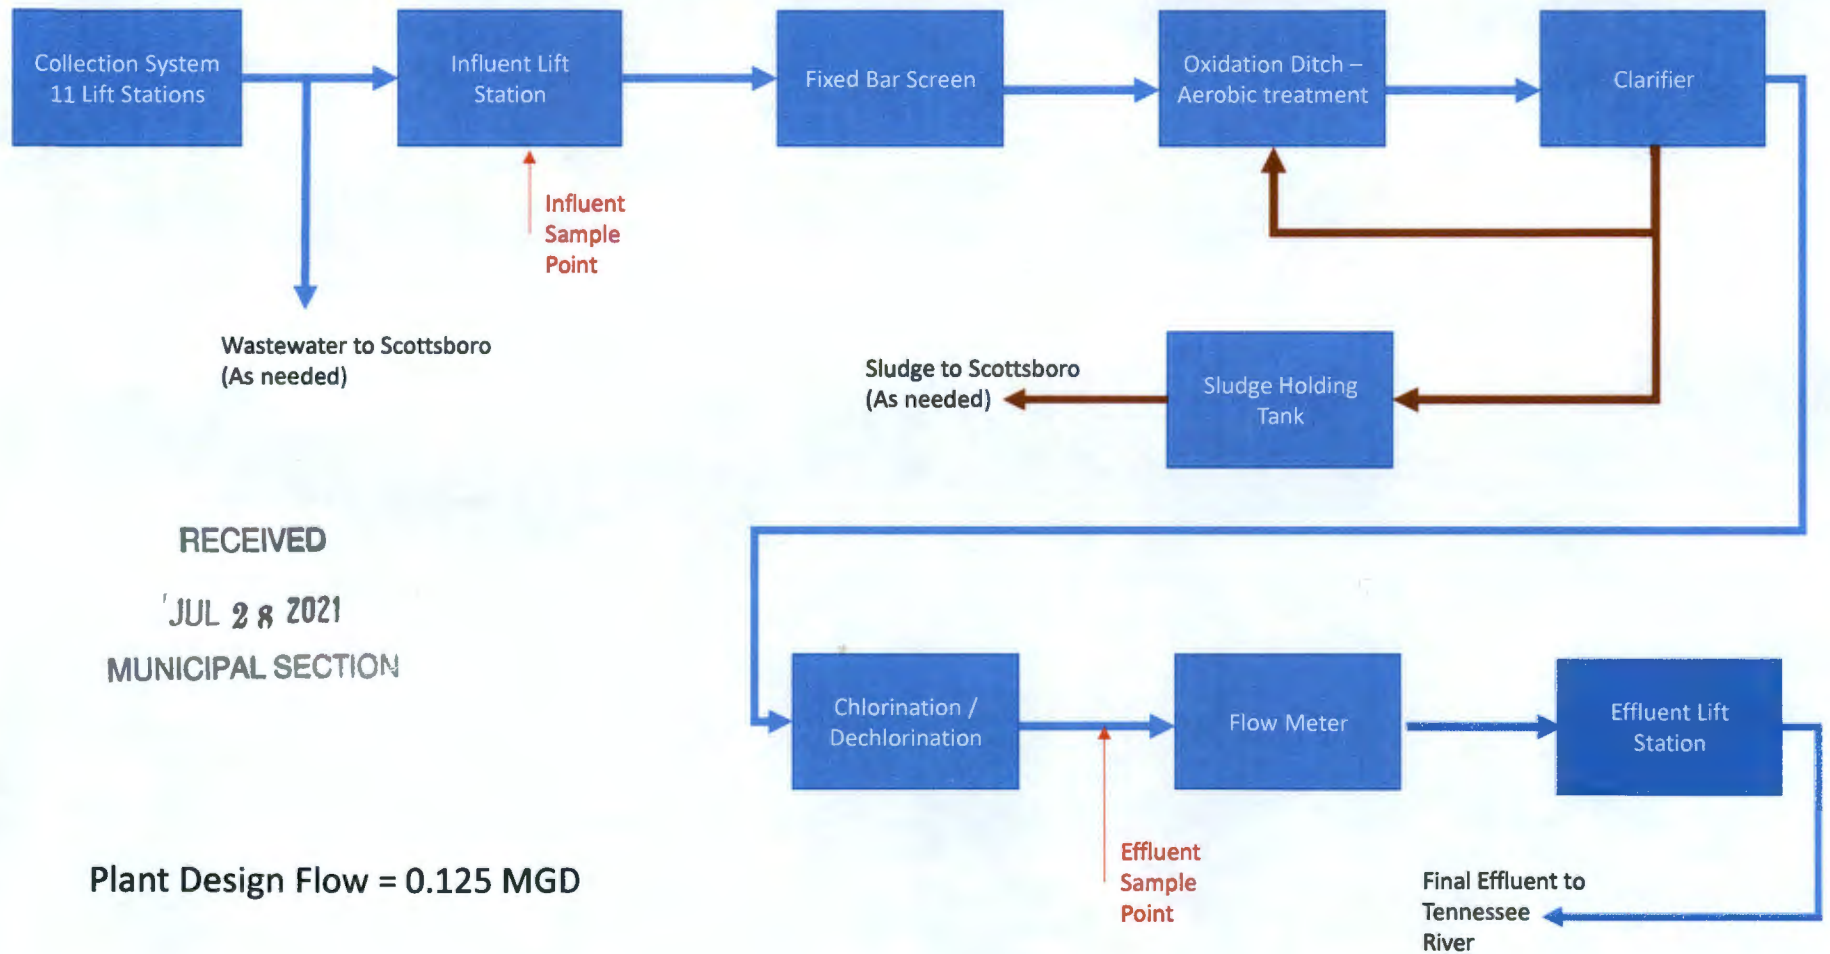 Collection System
11 Lift Stations
Influent Lift
Station
Fixed Bar Screen
Oxidation Ditch –
Aerobic treatment
Clarifier
Influent
Sample
Point
Wastewater to Scottsboro
(As needed)
Sludge to Scottsboro
(As needed)
Sludge Holding
Tank
RECEIVED
JUL 28 2021
MUNICIPAL SECTION
Chlorination /
Dechlorination
Flow Meter
Effluent Lift
Station
Effluent
Sample
Point
Final Effluent to
Tennessee
River
Plant Design Flow = 0.125 MGD